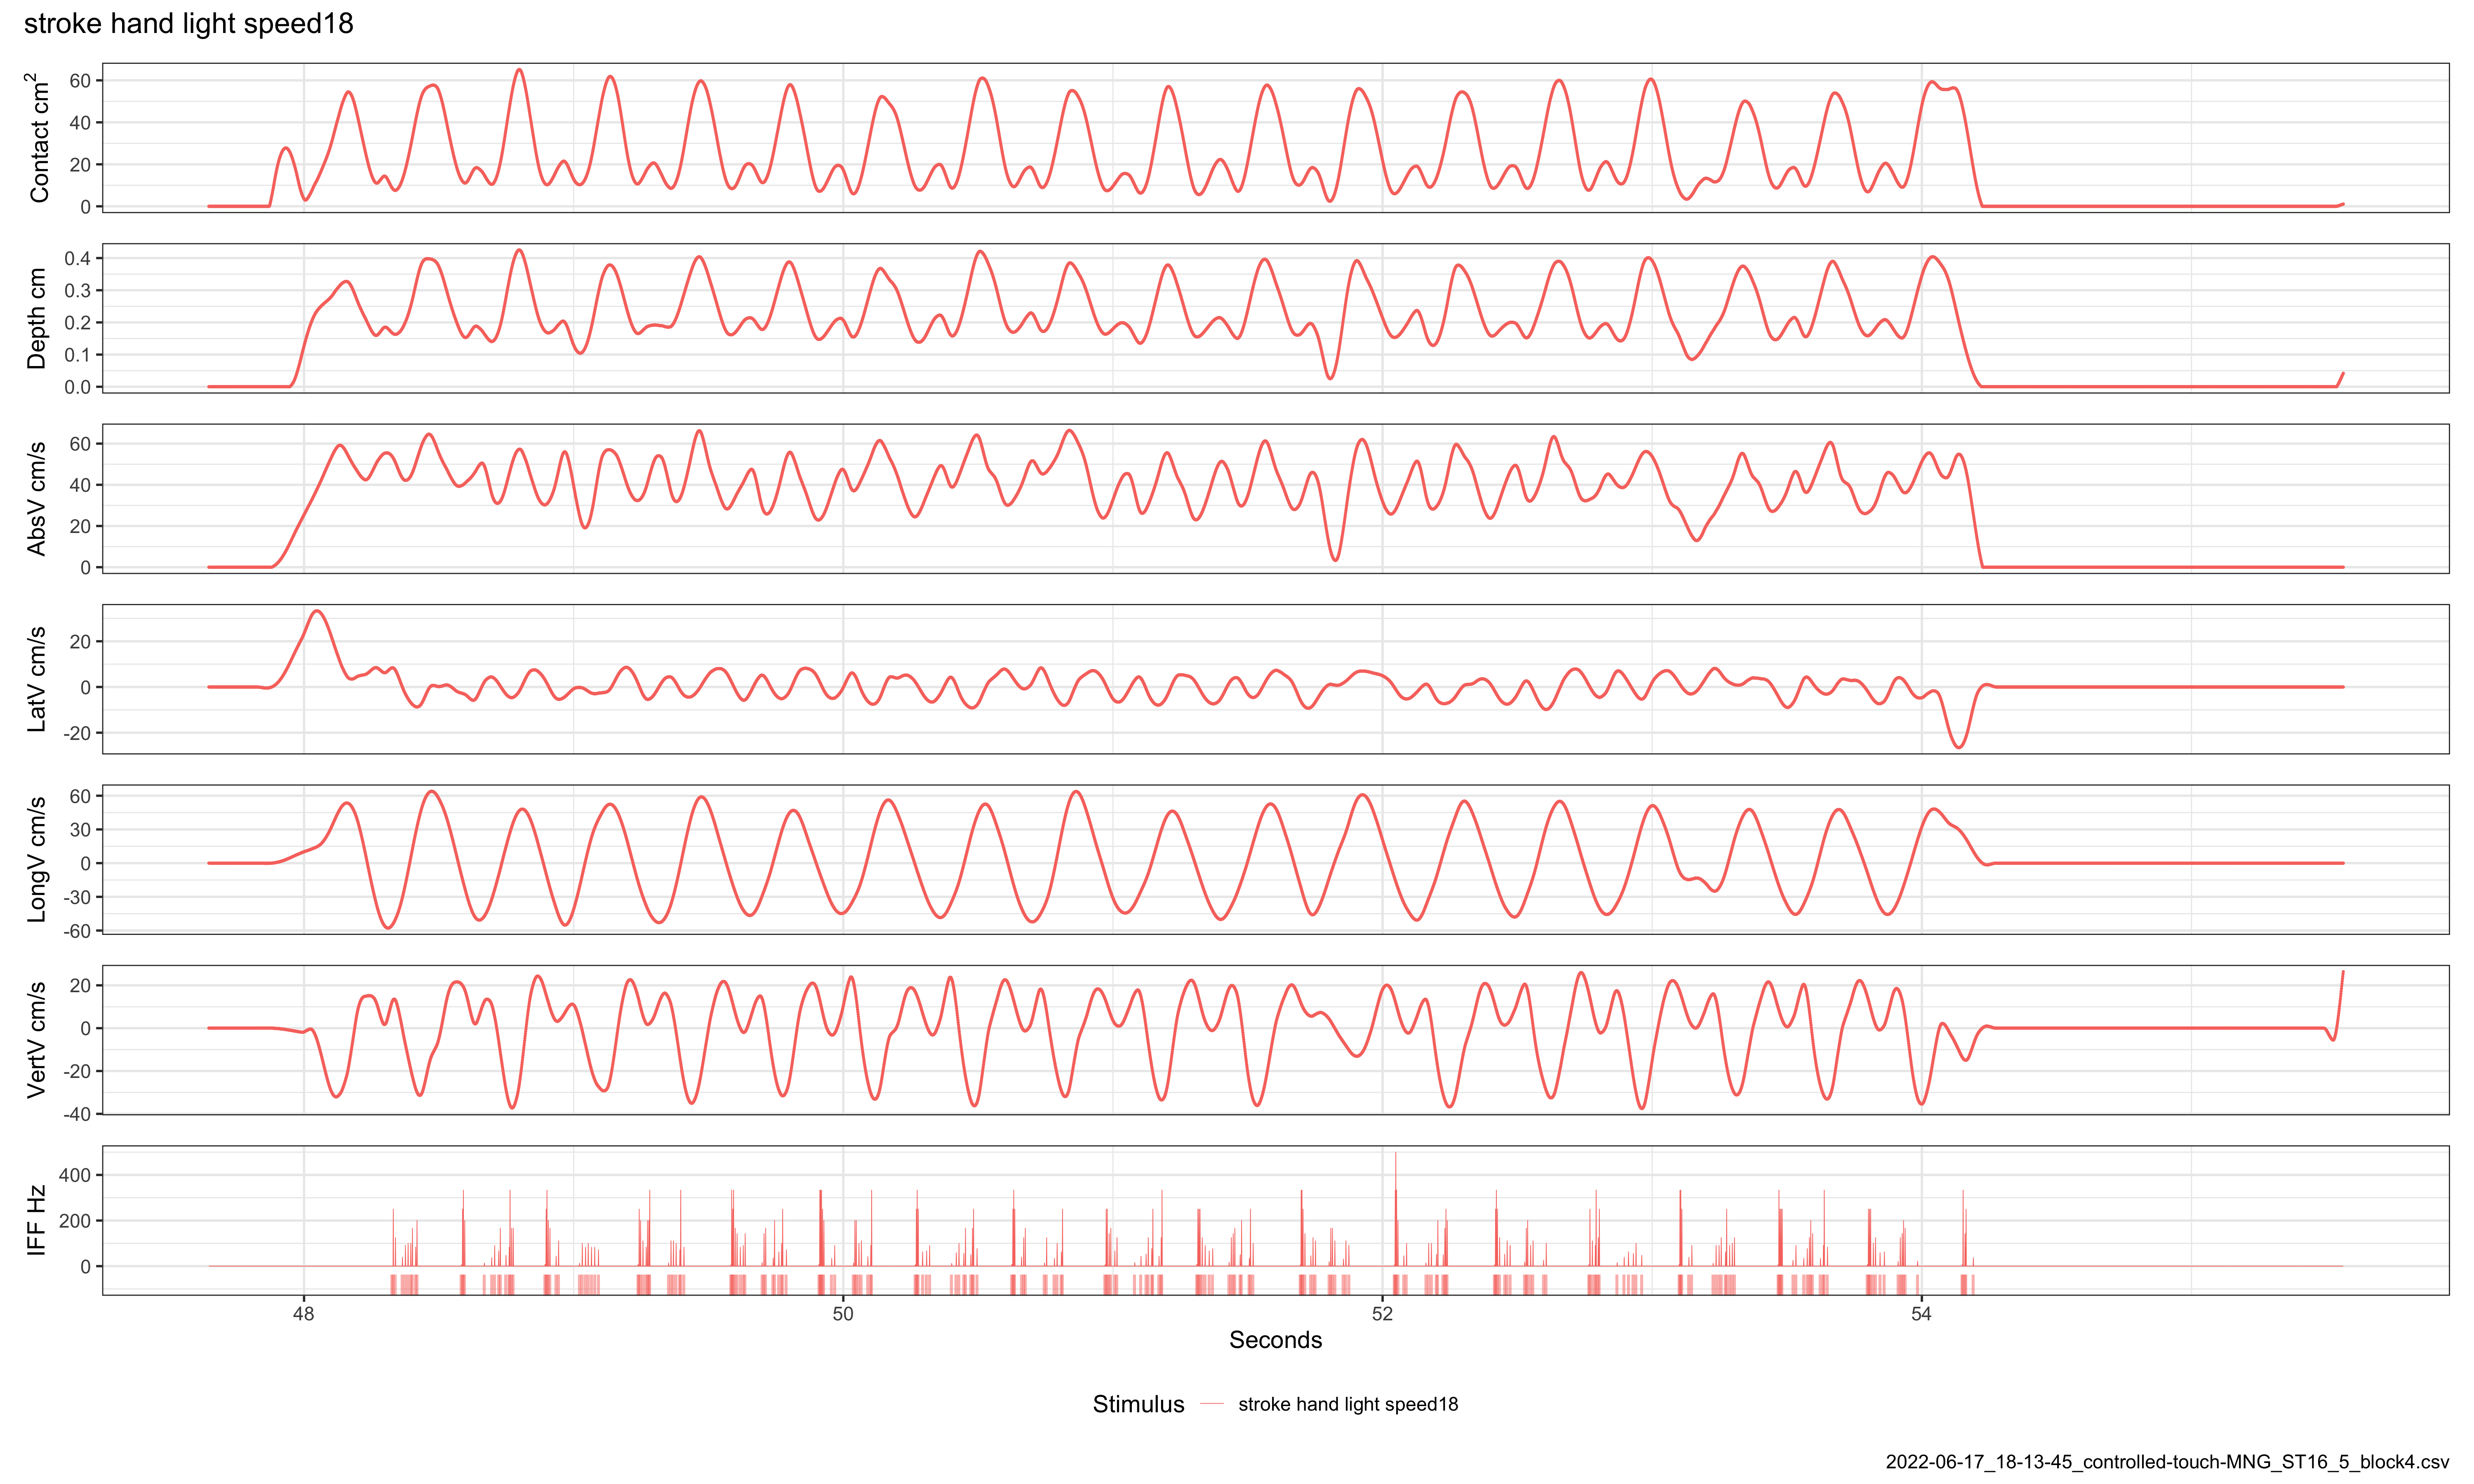 stroke hand light speed18
Contact cm²
60
40
20
0
Depth cm
0.4
0.3
0.2
0.1
0.0
AbsV cm/s
60
40
20
0
LatV cm/s
20
0
-20
LongV cm/s
60
30
0
-30
-60
VertV cm/s
20
0
-20
-40
IFF Hz
400
200
0
48 50 52 54
Seconds
Stimulus stroke hand light speed18
2022-06-17_18-13-45_controlled-touch-MNG_ST16_5_block4.csv